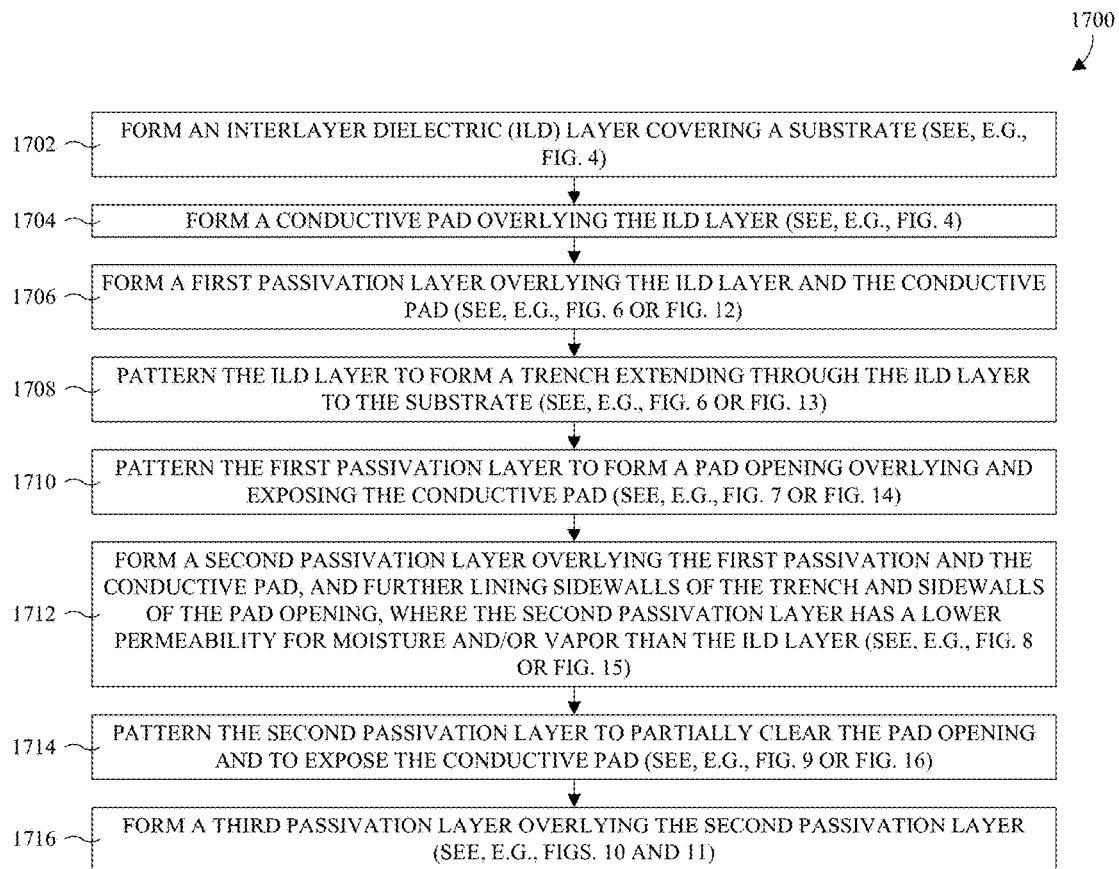 1700
1702
FORM AN INTERLAYER DIELECTRIC (ILD) LAYER COVERING A SUBSTRATE (SEE, E.G.,
FIG. 4)
1704
FORM A CONDUCTIVE PAD OVERLYING THE ILD LAYER (SEE, E.G., FIG. 4)
1706
FORM A FIRST PASSIVATION LAYER OVERLYING THE ILD LAYER AND THE CONDUCTIVE
PAD (SEE, E.G., FIG. 6 OR FIG. 12)
1708
PATTERN THE ILD LAYER TO FORM A TRENCH EXTENDING THROUGH THE ILD LAYER
TO THE SUBSTRATE (SEE, E.G., FIG. 6 OR FIG. 13)
1710
PATTERN THE FIRST PASSIVATION LAYER TO FORM A PAD OPENING OVERLYING AND
EXPOSING THE CONDUCTIVE PAD (SEE, E.G., FIG. 7 OR FIG. 14)
1712
FORM A SECOND PASSIVATION LAYER OVERLYING THE FIRST PASSIVATION AND THE
CONDUCTIVE PAD, AND FURTHER LINING SIDEWALLS OF THE TRENCH AND SIDEWALLS
OF THE PAD OPENING, WHERE THE SECOND PASSIVATION LAYER HAS A LOWER
PERMEABILITY FOR MOISTURE AND/OR VAPOR THAN THE ILD LAYER (SEE, E.G., FIG. 8
OR FIG. 15)
1714
PATTERN THE SECOND PASSIVATION LAYER TO PARTIALLY CLEAR THE PAD OPENING
AND TO EXPOSE THE CONDUCTIVE PAD (SEE, E.G., FIG. 9 OR FIG. 16)
1716
FORM A THIRD PASSIVATION LAYER OVERLYING THE SECOND PASSIVATION LAYER
(SEE, E.G., FIGS. 10 AND 11)